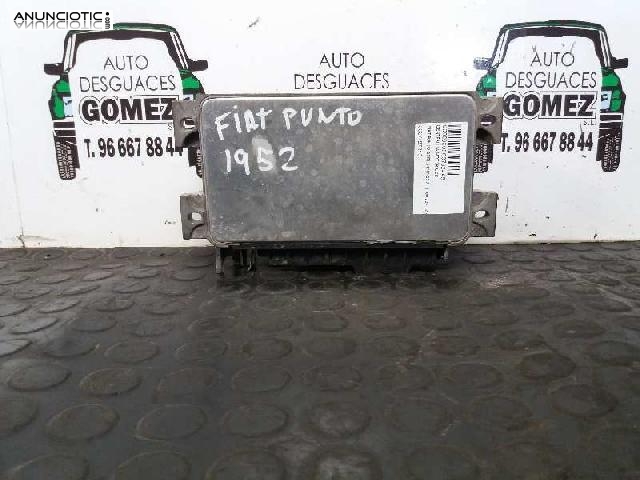 ANUNCIOTIC
AUTO
DESGUACES
GOMEZ
T. 96 667 88 44
AUTO
DESGUACES
GOMEZ
AUTO
DESGUACES
GOMEZ S.L.
T. 96 667 88 44
FiAt PUNTO
1952